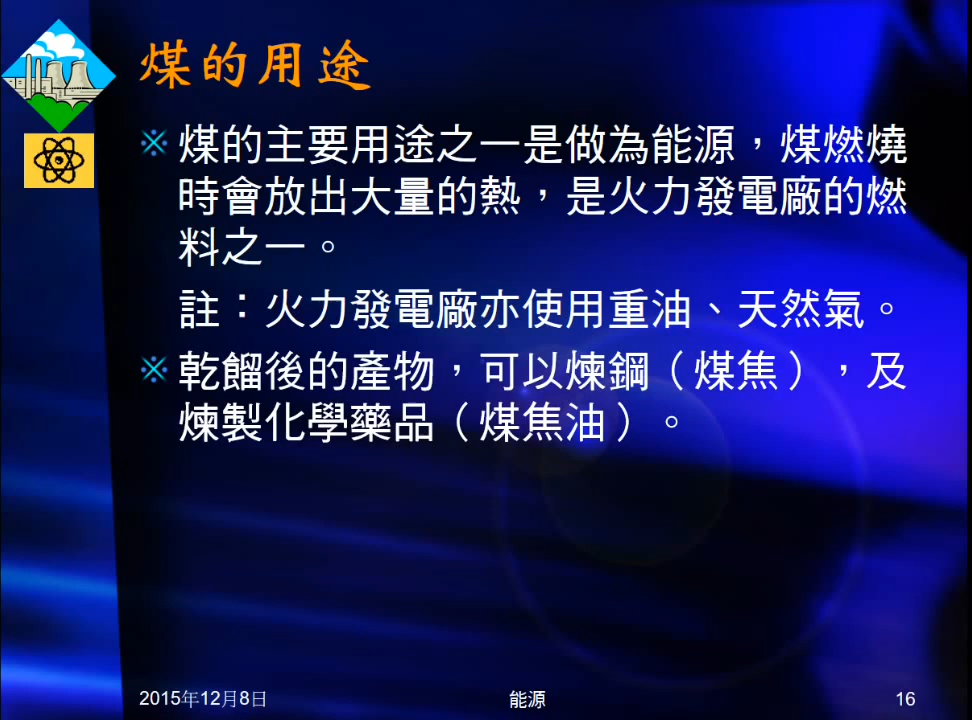 煤的用途
※煤的主要用途之一是做為能源，煤燃燒
時會放出大量的熱，是火力發電廠的燃
料之一。
註：火力發電廠亦使用重油、天然氣。
※乾餾後的產物，可以煉鋼（煤焦），及
煉製化學藥品（煤焦油）。
2015年12月8日
能源
16